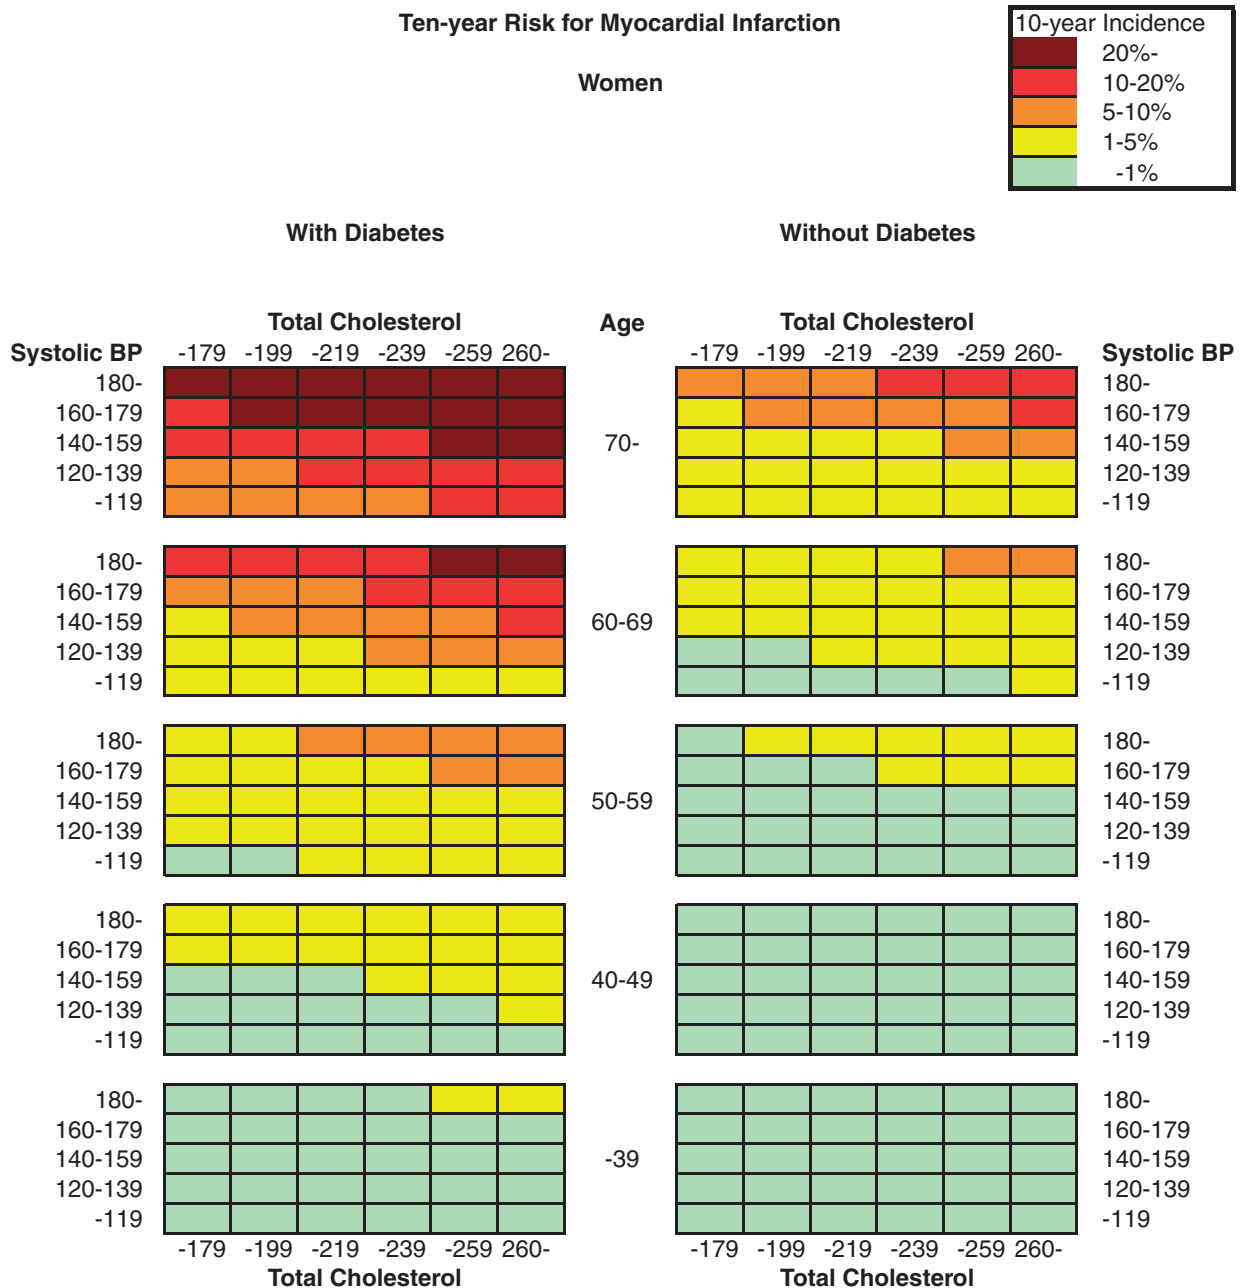 Ten-year Risk for Myocardial Infarction
Women
10-year Incidence
20%-
10-20%
5-10%
1-5%
-1%
With Diabetes
Without Diabetes
Total Cholesterol
Age
Total Cholesterol
Systolic BP -179 -199 -219 -239 -259 260-
-179 -199 -219 -239 -259 260- Systolic BP
180- 180-
160-179 160-179
140-159 70- 140-159
120-139 120-139
-119 -119
180- 180-
160-179 160-179
140-159 60-69 140-159
120-139 120-139
-119 -119
180- 180-
160-179 160-179
140-159 50-59 140-159
120-139 120-139
-119 -119
180- 180-
160-179 160-179
140-159 40-49 140-159
120-139 120-139
-119 -119
180- 180-
160-179 160-179
140-159 -39 140-159
120-139 120-139
-119 -119
-179 -199 -219 -239 -259 260- -179 -199 -219 -239 -259 260-
Total Cholesterol
Total Cholesterol